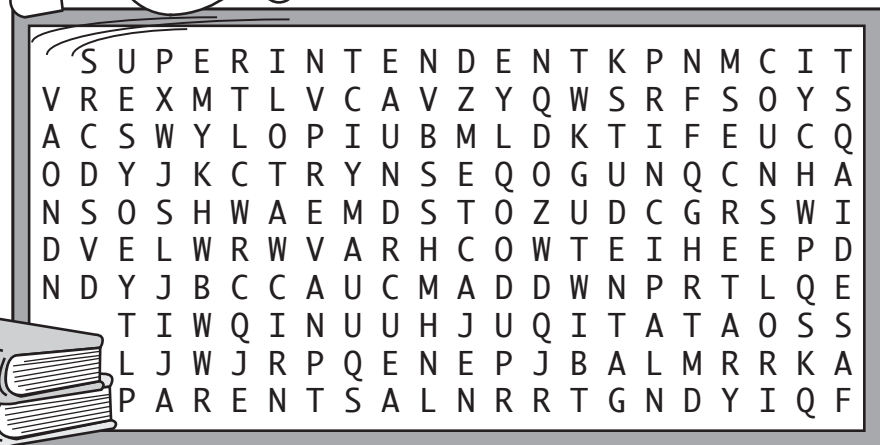 S U P E R I N T E N D E N T K P N M C I T
V R E X M T L V C A V Z Y Q W S R F S O Y S
A C S W Y L O P I U B M L D K T I F E U C Q
O D Y J K C T R Y N S E Q O G U N Q C N H A
N S O S H W A E M D S T O Z U D C G R S W I
D V E L W R W V A R H C O W T E I H E E P D
N D Y J B C C A U C M A D D W N P R T L Q E
T I W Q I N U U H J U Q I T A T A O S S
L J W J R P Q E N E P J B A L M R R K A
P A R E N T S A L N R R T G N D Y I Q F